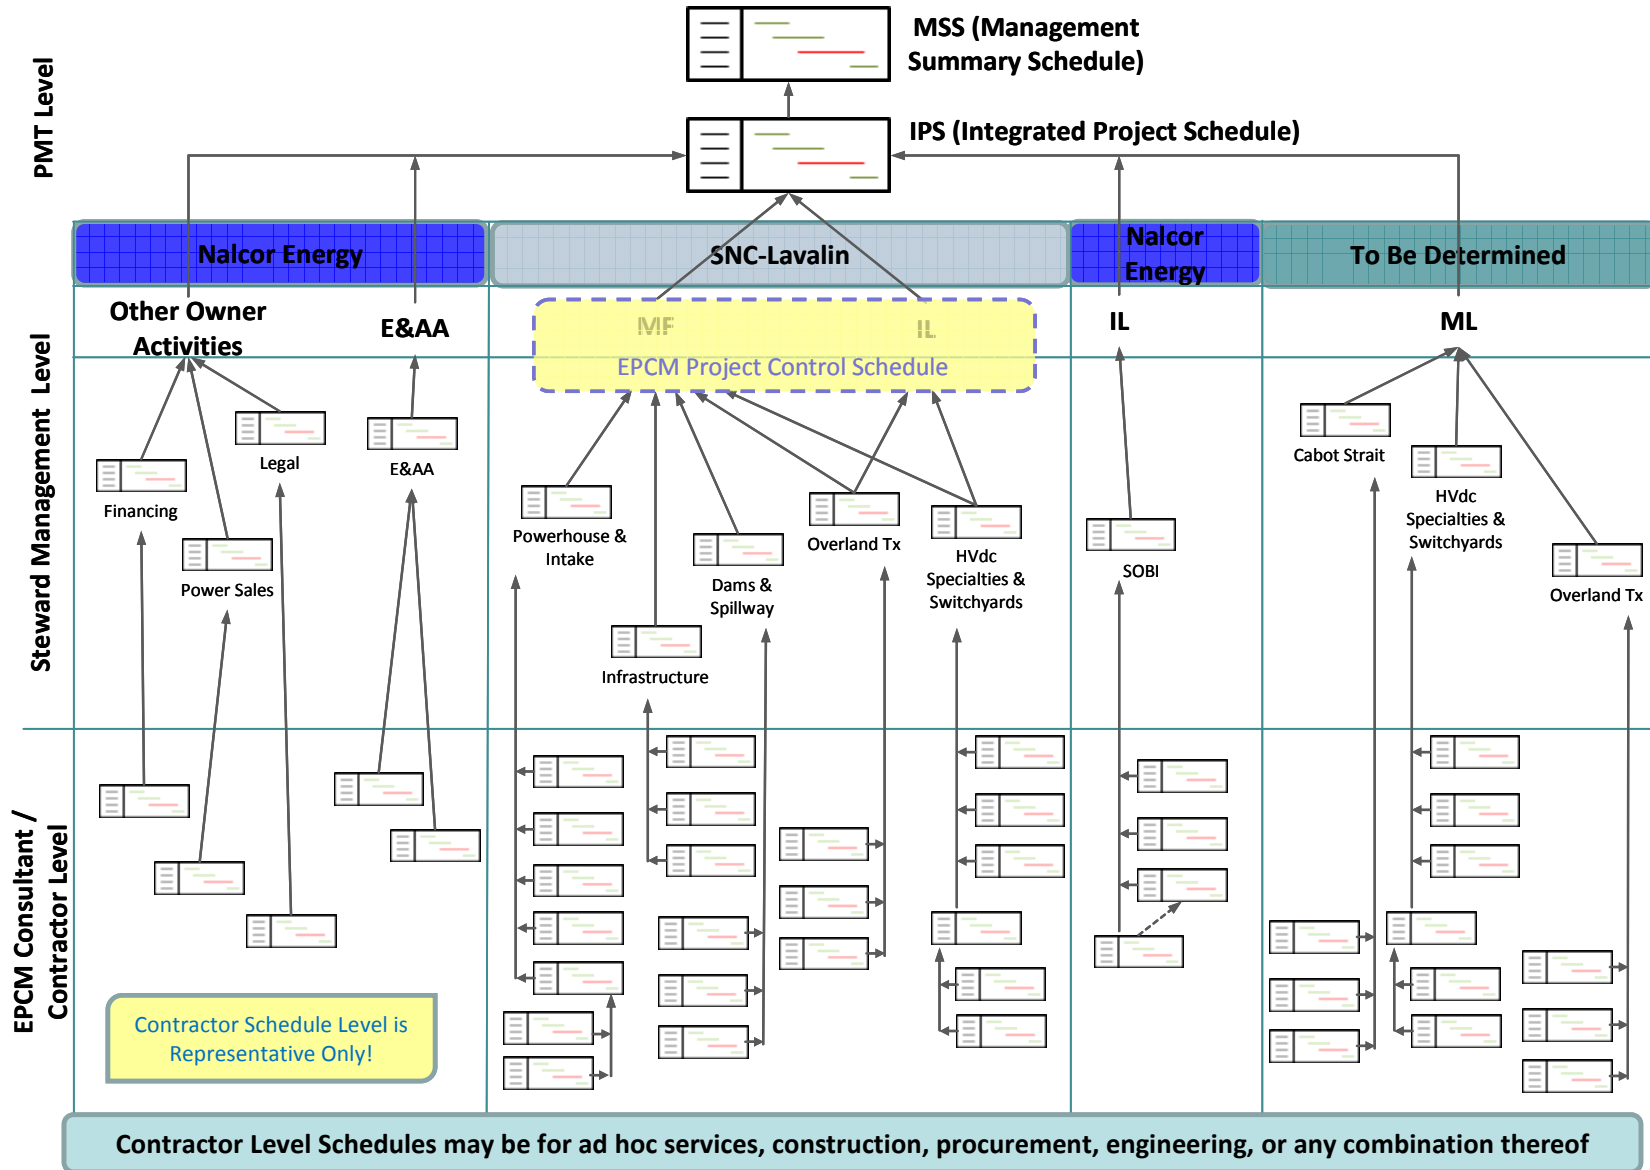 MSS (Management
Summary Schedule)
PMT Level
IPS (Integrated Project Schedule)
Nalcor Energy
SNC-Lavalin
Nalcor
Energy
To Be Determined
Steward Management  Level
Other Owner
Activities
E&AA
MF
IL
EPCM Project Control Schedule
IL
ML
Financing
Legal
Power Sales
E&AA
Powerhouse &
Intake
Infrastructure
Dams &
Spillway
Overland Tx
HVdc
Specialties &
Switchyards
SOBI
Cabot Strait
HVdc
Specialties &
Switchyards
Overland Tx
EPCM Consultant /
Contractor Level
Contractor Schedule Level is
Representative Only!
Contractor Level Schedules may be for ad hoc services, construction, procurement, engineering, or any combination thereof